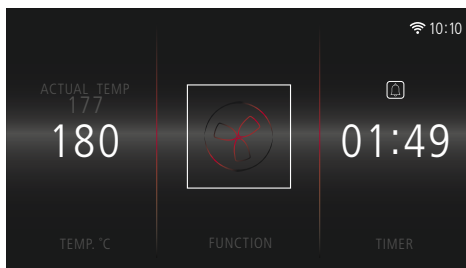 10:10
ACTUAL TEMP
177
180
01:49
TEMP. °C
FUNCTION
TIMER